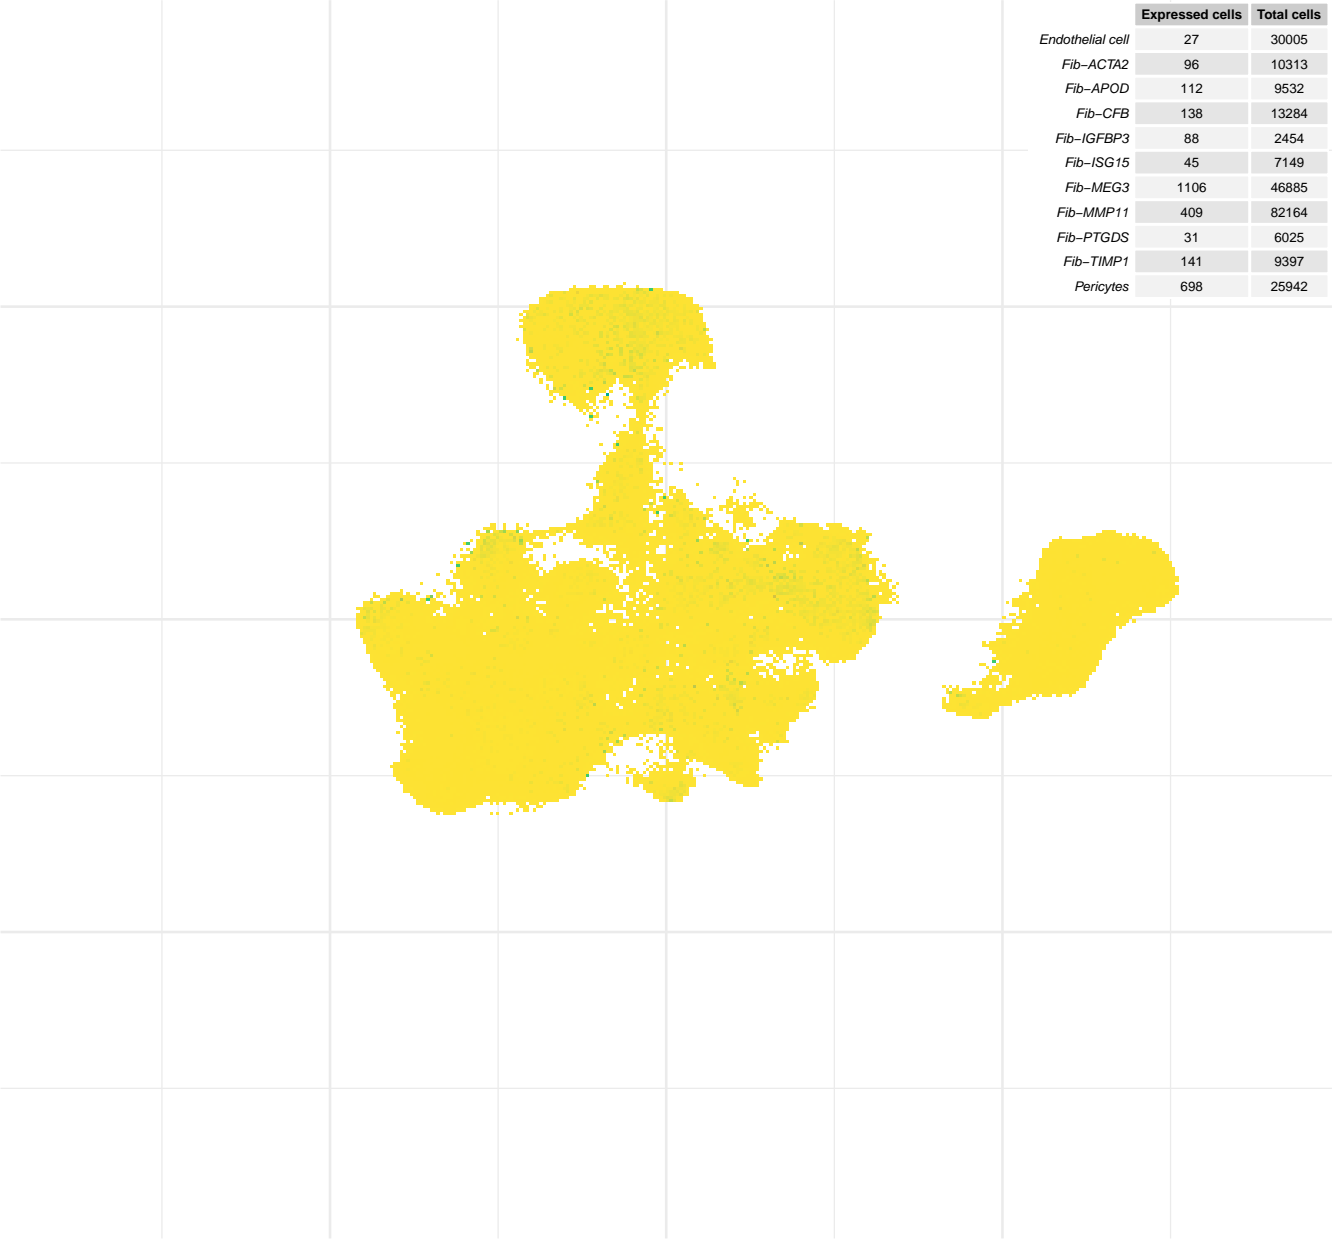 Expressed cells Total cells
Endothelial cell 27 30005
Fib−ACTA2 96 10313
Fib−APOD 112 9532
Fib−CFB 138 13284
Fib−IGFBP3 88 2454
Fib−ISG15 45 7149
Fib−MEG3 1106 46885
Fib−MMP11 409 82164
Fib−PTGDS 31 6025
Fib−TIMP1 141 9397
Pericytes 698 25942